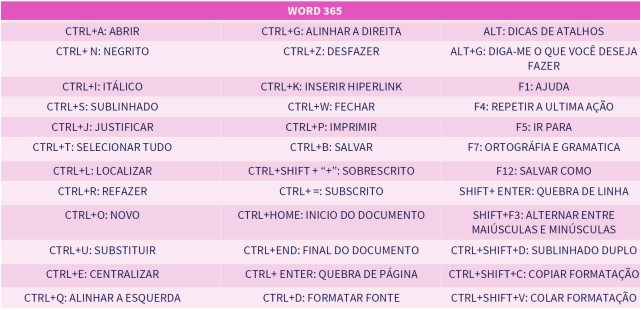 WORD 365
CTRL+A: ABRIR CTRL+G: ALINHAR A DIREITA ALT: DICAS DE ATALHOS
CTRL+ N: NEGRITO CTRL+Z: DESFAZER ALT+G: DIGA-ME O QUE VOCÊ DESEJA
FAZER
CTRL+I: ITÁLICO CTRL+K: INSERIR HIPERLINK F1: AJUDA
CTRL+S: SUBLINHADO CTRL+W: FECHAR F4: REPETIR A ULTIMA AÇÃO
CTRL+J: JUSTIFICAR CTRL+P: IMPRIMIR F5: IR PARA
CTRL+T: SELECIONAR TUDO CTRL+B: SALVAR F7: ORTOGRÁFIA E GRAMATICA
CTRL+L: LOCALIZAR CTRL+SHIFT + “+”: SOBRESCRITO F12: SALVAR COMO
CTRL+R: REFAZER CTRL+ =: SUBSCRITO SHIFT+ ENTER: QUEBRA DE LINHA
CTRL+O: NOVO CTRL+HOME: INICIO DO DOCUMENTO SHIFT+F3: ALTERNAR ENTRE
MAIÚSCULAS E MINÚSCULAS
CTRL+U: SUBSTITUIR CTRL+END: FINAL DO DOCUMENTO CTRL+SHIFT+D: SUBLINHADO DUPLO
CTRL+E: CENTRALIZAR CTRL+ ENTER: QUEBRA DE PÁGINA CTRL+SHIFT+C: COPIAR FORMATAÇÃO
CTRL+Q: ALINHAR A ESQUERDA CTRL+D: FORMATAR FONTE CTRL+SHIFT+V: COLAR FORMATAÇÃO